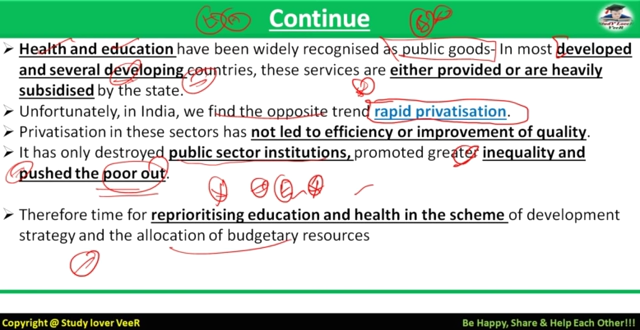 Continue
➢ Health and education have been widely recognised as public goods- In most developed
and several developing countries, these services are either provided or are heavily
subsidised by the state.
➢ Unfortunately, in India, we find the opposite trend rapid privatisation.
➢ Privatisation in these sectors has not led to efficiency or improvement of quality.
➢ It has only destroyed public sector institutions, promoted greater inequality and
pushed the poor out.
➢ Therefore time for reprioritising education and health in the scheme of development
strategy and the allocation of budgetary resources
Copyright @ Study lover VeeR
Be Happy, Share & Help Each Other!!!